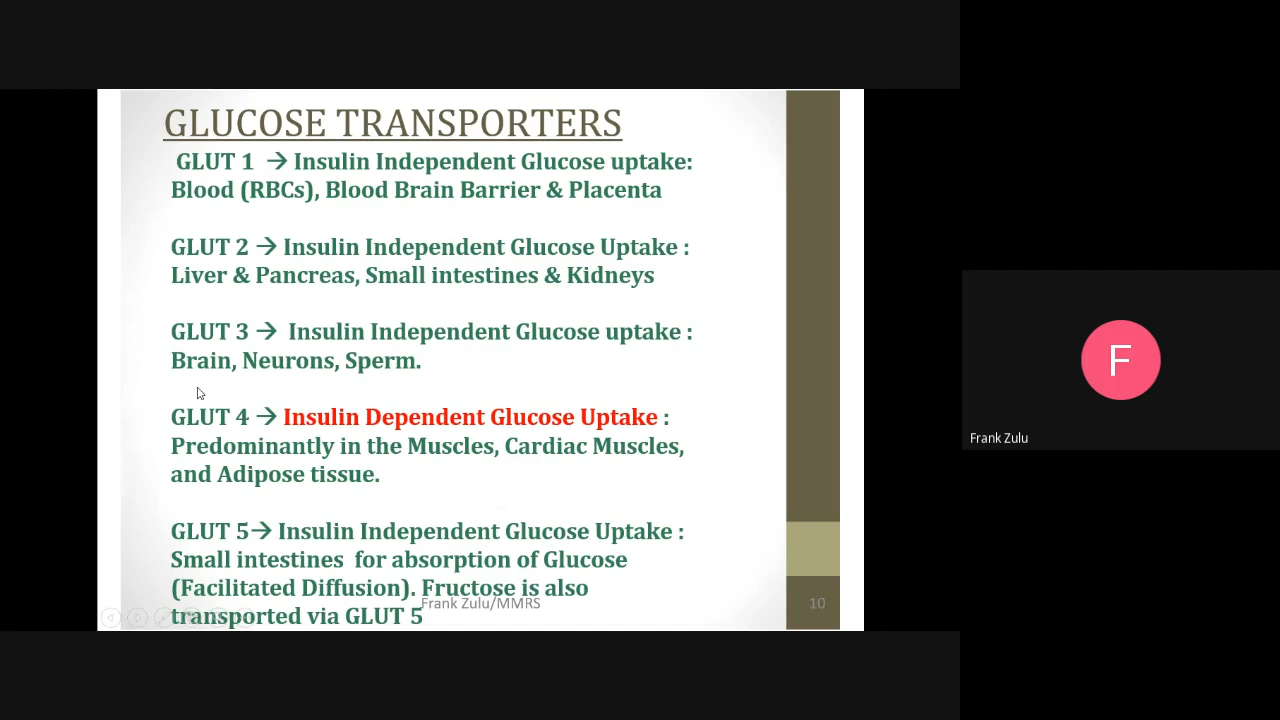 GLUCOSE TRANSPORTERS
GLUT 1 → Insulin Independent Glucose uptake:
Blood (RBCs), Blood Brain Barrier & Placenta
GLUT 2 → Insulin Independent Glucose Uptake :
Liver & Pancreas, Small intestines & Kidneys
GLUT 3 → Insulin Independent Glucose uptake :
Brain, Neurons, Sperm.
GLUT 4 → Insulin Dependent Glucose Uptake :
Predominantly in the Muscles, Cardiac Muscles,
and Adipose tissue.
GLUT 5→ Insulin Independent Glucose Uptake :
Small intestines for absorption of Glucose
(Facilitated Diffusion). Fructose is also
transported via GLUT 5
Frank Zulu/MMRS
10
F
Frank Zulu